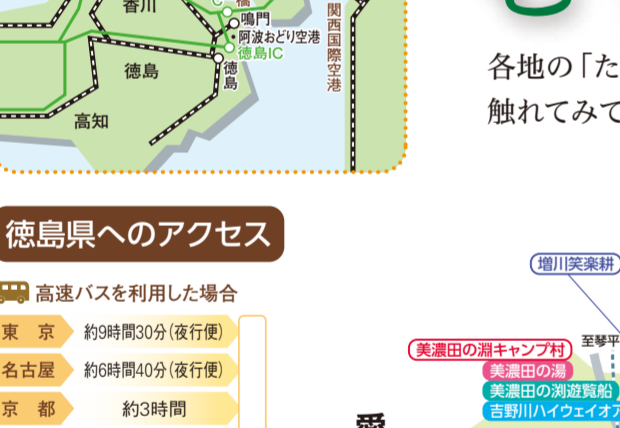 香川
橋
鳴門
阿波おどり空港
徳島IC
徳島
徳島
高知
関西国際空港
各地の「た
触れてみて
徳島県へのアクセス
高速バスを利用した場合
東 京 約9時間30分(夜行便)
名古屋 約6時間40分(夜行便)
京 都 約3時間
増川笑楽耕
至琴平
美濃田の淵キャンプ村
美濃田の湯
美濃田の渕遊覧船
吉野川ハイウェイオア
愛